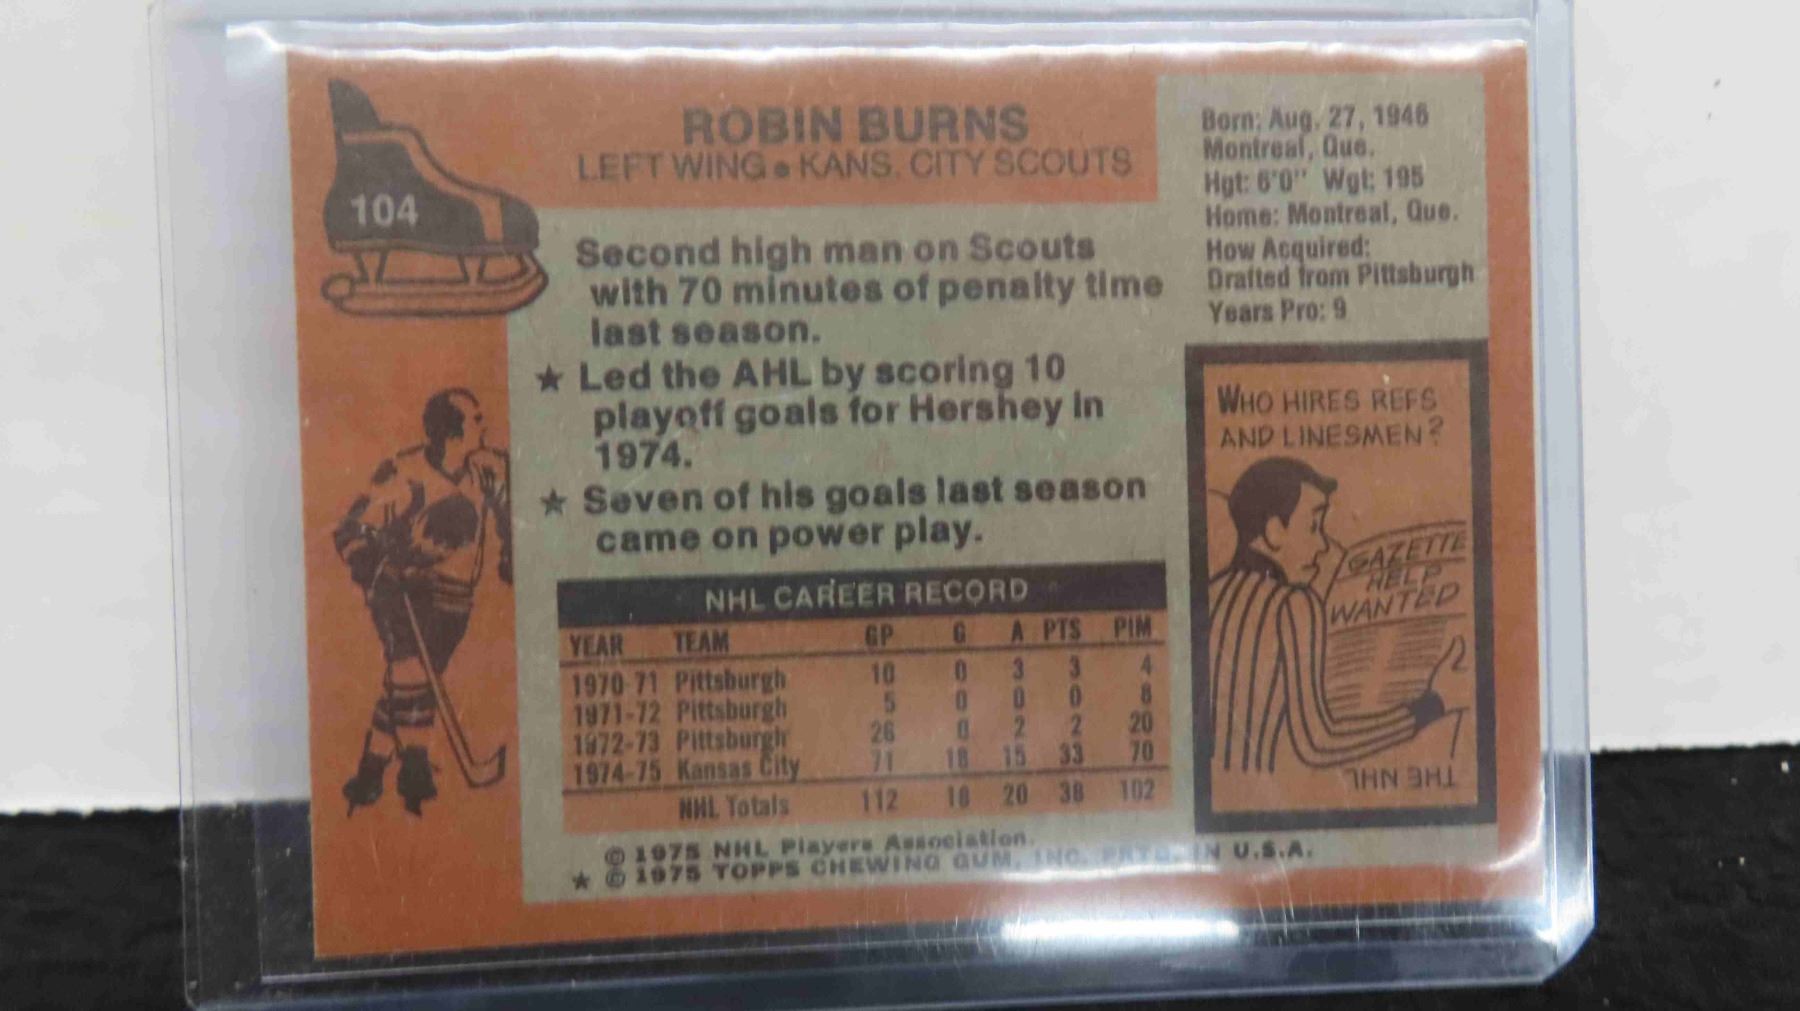 104
ROBIN BURNS
LEFT WING • KANS. CITY SCOUTS
Born: Aug. 27, 1946
Montreal, Que.
Hgt: 6'0" Wgt: 195
Home: Montreal, Que.
How Acquired:
Drafted from Pittsburgh
Years Pro: 9
Second high man on Scouts
with 70 minutes of penalty time
last season.
★ Led the AHL by scoring 10
playoff goals for Hershey in
1974.
★ Seven of his goals last season
came on power play.
NHL CAREER RECORD
YEAR TEAM GP G A PTS PIM
1970-71 Pittsburgh 10 0 3 3 4
1971-72 Pittsburgh 5 0 0 0 8
1972-73 Pittsburgh 26 0 2 2 20
1974-75 Kansas City 71 18 15 33 70
NHL Totals 112 18 20 38 102
© 1975 NHL Players Association.
★ © 1975 TOPPS CHEWING GUM, INC. PRTD. IN U.S.A.
WHO HIRES REFS
AND LINESMEN?
GAZETTE
HELP
WANTED
THE NHL